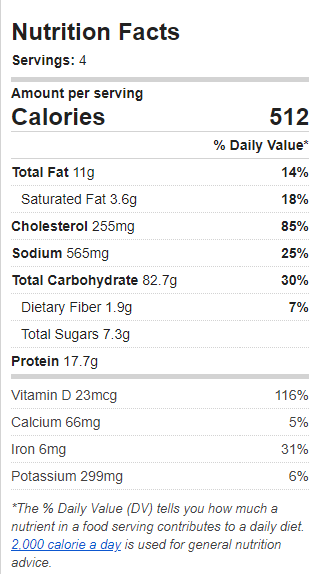 Nutrition Facts
Servings: 4
Amount per serving
Calories 512
% Daily Value*
Total Fat 11g 14%
Saturated Fat 3.6g 18%
Cholesterol 255mg 85%
Sodium 565mg 25%
Total Carbohydrate 82.7g 30%
Dietary Fiber 1.9g 7%
Total Sugars 7.3g
Protein 17.7g
Vitamin D 23mcg 116%
Calcium 66mg 5%
Iron 6mg 31%
Potassium 299mg 6%
*The % Daily Value (DV) tells you how much a
nutrient in a food serving contributes to a daily diet.
2,000 calorie a day is used for general nutrition
advice.